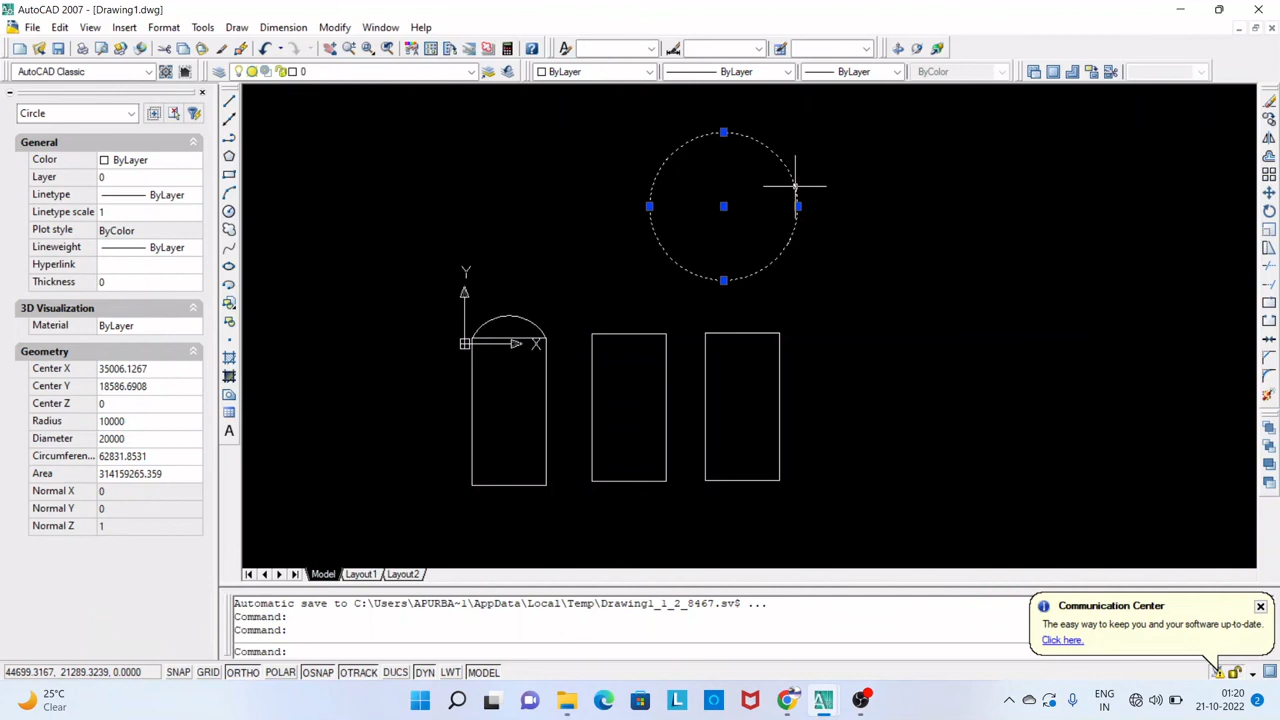 AutoCAD 2007 - [Drawing1.dwg]
File Edit View Insert Format Tools Draw Dimension Modify Window Help
AutoCAD Classic 0 ByLayer ByLayer ByLayer ByColor
Circle
General
Color ByLayer
Layer 0
Linetype ByLayer
Linetype scale 1
Plot style ByColor
Lineweight ByLayer
Hyperlink
Thickness 0
3D Visualization
Material ByLayer
Geometry
Center X 35006.1267
Center Y 18586.6908
Center Z 0
Radius 10000
Diameter 20000
Circumferen... 62831.8531
Area 314159265.359
Normal X 0
Normal Y 0
Normal Z 1
A
Y
X
Model Layout1 Layout2
Automatic save to C:\Users\APURBA~1\AppData\Local\Temp\Drawing1_1_2_8467.sv$ ...
Command:
Command:
Command:
Communication Center
The easy way to keep you and your software up-to-date.
Click here.
44699.3167, 21289.3239, 0.0000 SNAP GRID ORTHO POLAR OSNAP OTRACK DUCS DYN LWT MODEL
25°C
Clear
ENG
IN
01:20
21-10-2022
2